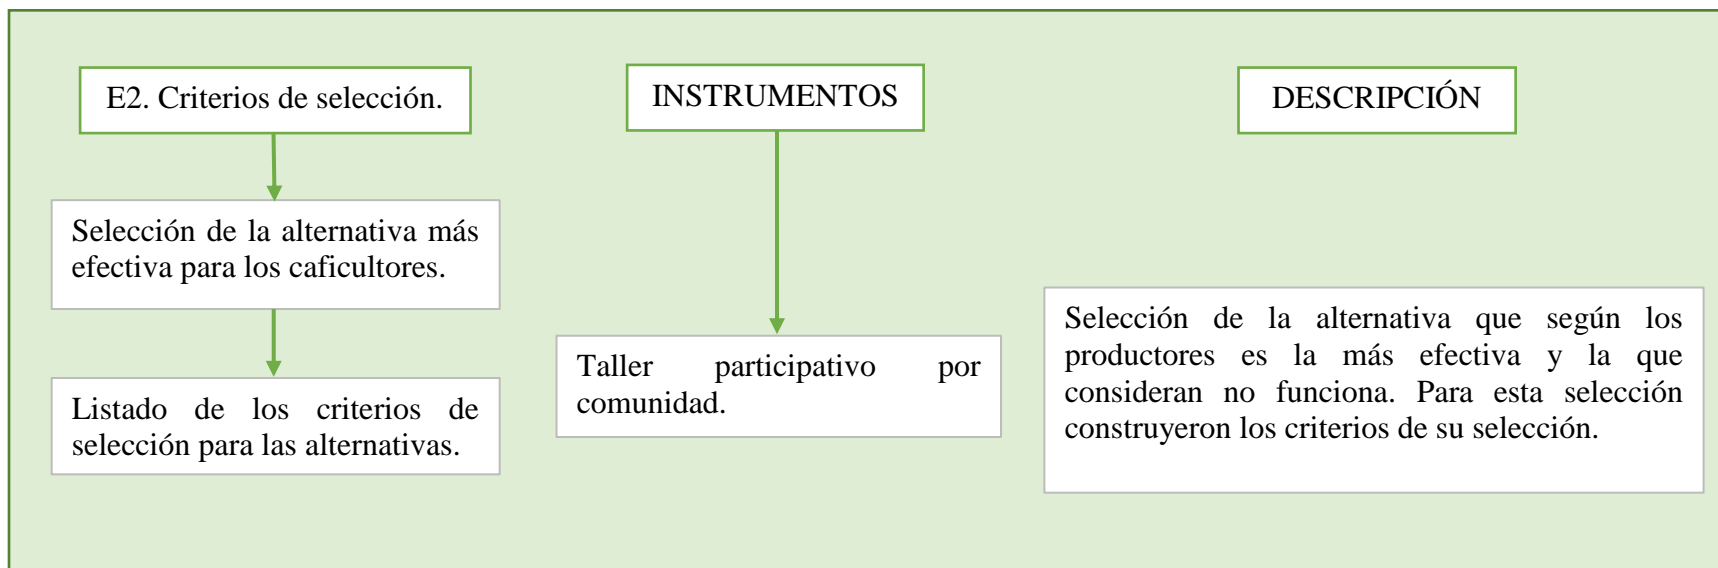 E2. Criterios de selección.
Selección de la alternativa más
efectiva para los caficultores.
Listado de los criterios de
selección para las alternativas.
INSTRUMENTOS
Taller participativo por
comunidad.
DESCRIPCIÓN
Selección de la alternativa que según los
productores es la más efectiva y la que
consideran no funciona. Para esta selección
construyeron los criterios de su selección.